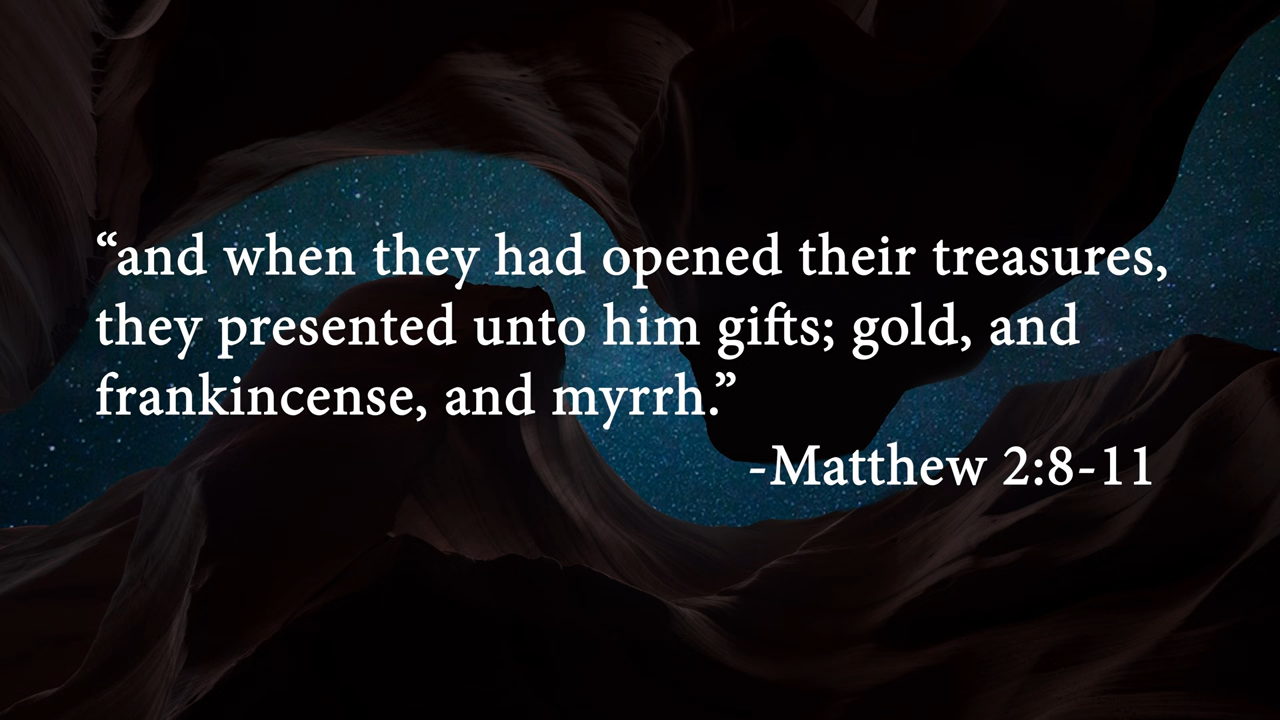 “and when they had opened their treasures,
they presented unto him gifts; gold, and
frankincense, and myrrh.”
-Matthew 2:8-11